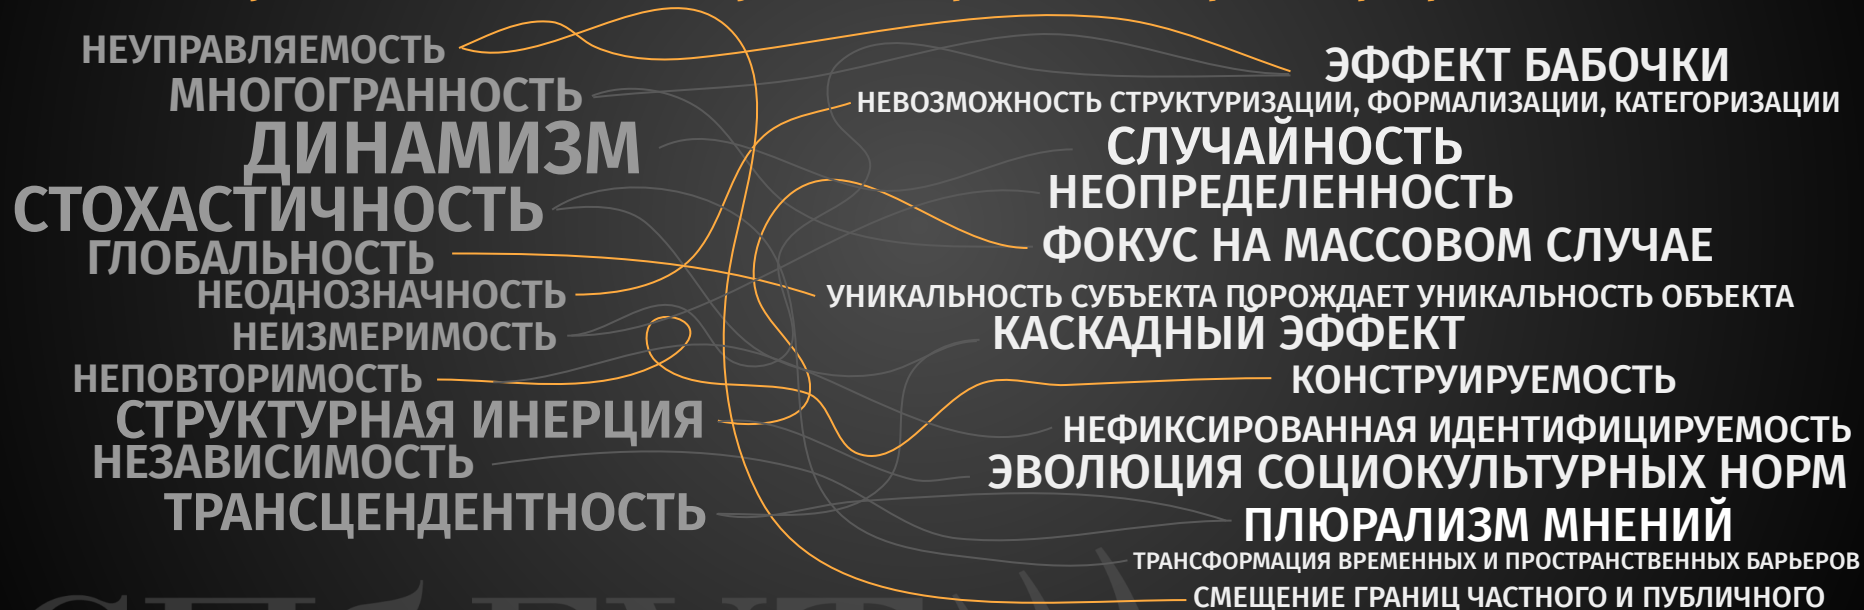 НЕУПРАВЛЯЕМОСТЬ
МНОГОГРАННОСТЬ
ДИНАМИЗМ
СТОХАСТИЧНОСТЬ
ГЛОБАЛЬНОСТЬ
НЕОДНОЗНАЧНОСТЬ
НЕИЗМЕРИМОСТЬ
НЕПОВТОРИМОСТЬ
СТРУКТУРНАЯ ИНЕРЦИЯ
НЕЗАВИСИМОСТЬ
ТРАНСЦЕНДЕНТНОСТЬ
ЭФФЕКТ БАБОЧКИ
НЕВОЗМОЖНОСТЬ СТРУКТУРИЗАЦИИ, ФОРМАЛИЗАЦИИ, КАТЕГОРИЗАЦИИ
СЛУЧАЙНОСТЬ
НЕОПРЕДЕЛЕННОСТЬ
ФОКУС НА МАССОВОМ СЛУЧАЕ
УНИКАЛЬНОСТЬ СУБЪЕКТА ПОРОЖДАЕТ УНИКАЛЬНОСТЬ ОБЪЕКТА
КАСКАДНЫЙ ЭФФЕКТ
КОНСТРУИРУЕМОСТЬ
НЕФИКСИРОВАННАЯ ИДЕНТИФИЦИРУЕМОСТЬ
ЭВОЛЮЦИЯ СОЦИОКУЛЬТУРНЫХ НОРМ
ПЛЮРАЛИЗМ МНЕНИЙ
ТРАНСФОРМАЦИЯ ВРЕМЕННЫХ И ПРОСТРАНСТВЕННЫХ БАРЬЕРОВ
СМЕЩЕНИЕ ГРАНИЦ ЧАСТНОГО И ПУБЛИЧНОГО